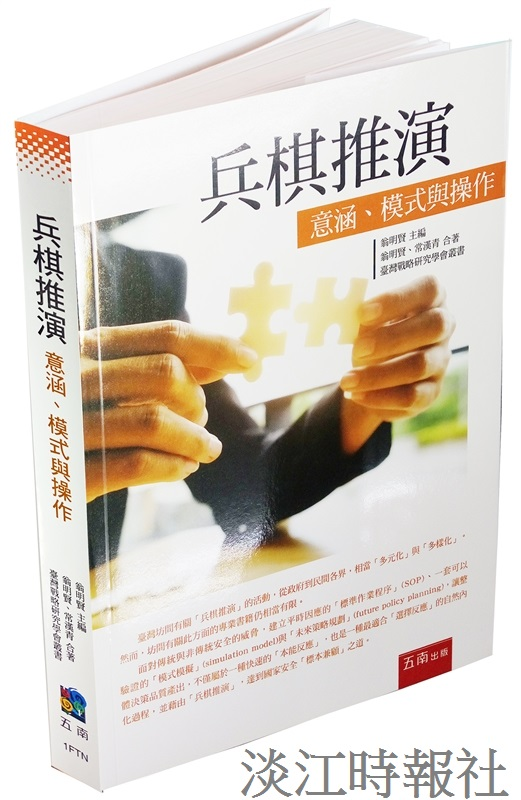 兵棋推演
意涵、模式與操作
翁明賢 主編
翁明賢、常漢青 合著
臺灣戰略研究學會叢書
臺灣坊間有關「兵棋推演」的活動,從政府到民間各界,相當「多元化」與「多樣化」。
然而,坊間有關此方面的專業書籍仍相當有限。
面對傳統與非傳統安全的威脅,建立平時因應的「標準作業程序」(SOP)、一套可以
驗證的「模式模擬」(simulation model)與「未來策略規劃」(future policy planning),讓整
體決策品質產出,不僅屬於一種快速的「本能反應」,也是一種最適合「選擇反應」的自然內
化過程,並藉由「兵棋推演」,達到國家安全「標本兼顧」之道。
五南出版
兵棋推演
意涵、模式與操作
翁明賢 主編
翁明賢、常漢青 合著
臺灣戰略研究學會叢書
五南
1FTN
淡江時報社